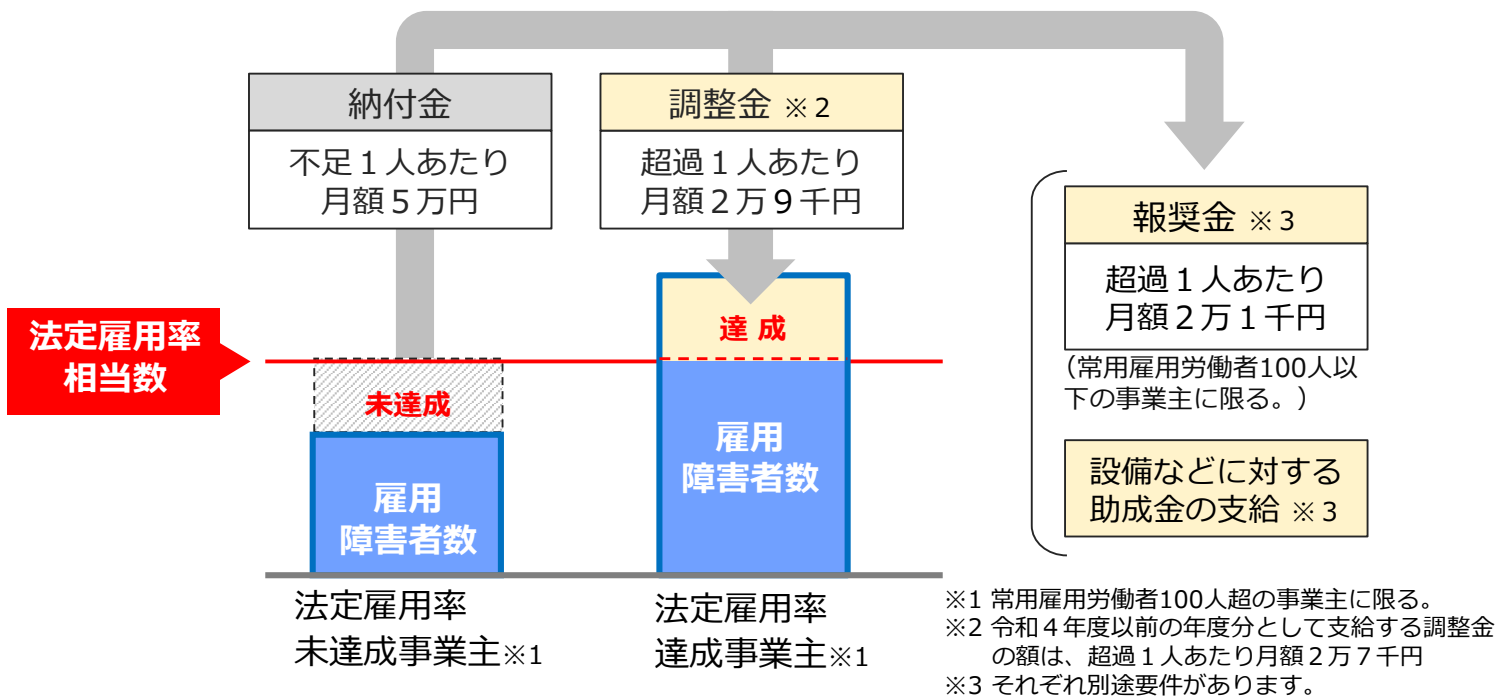 納付金
不足１人あたり
月額５万円
調整金 ※２
超過１人あたり
月額２万９千円
報奨金 ※３
超過１人あたり
月額２万１千円
（常用雇用労働者100人以
下の事業主に限る。）
設備などに対する
助成金の支給 ※３
法定雇用率
相当数
未達成
雇用
障害者数
達 成
雇用
障害者数
法定雇用率
未達成事業主※1
法定雇用率
達成事業主※1
※1 常用雇用労働者100人超の事業主に限る。
※2 令和４年度以前の年度分として支給する調整金
の額は、超過１人あたり月額２万７千円
※3 それぞれ別途要件があります。